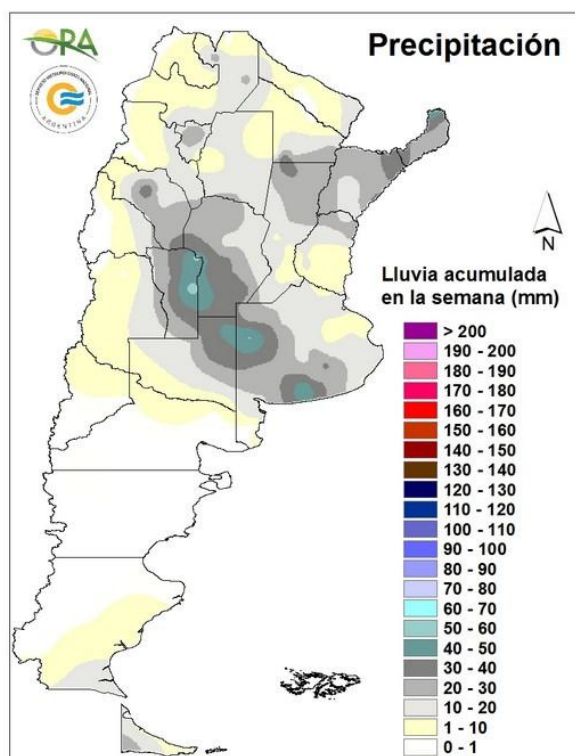 ORA
Precipitación
ARGENTINA
N
Lluvia acumulada
en la semana (mm)
> 200
190 - 200
180 - 190
170 - 180
160 - 170
150 - 160
140 - 150
130 - 140
120 - 130
110 - 120
100 - 110
90 - 100
80 - 90
70 - 80
60 - 70
50 - 60
40 - 50
30 - 40
20 - 30
10 - 20
1 - 10
0 - 1